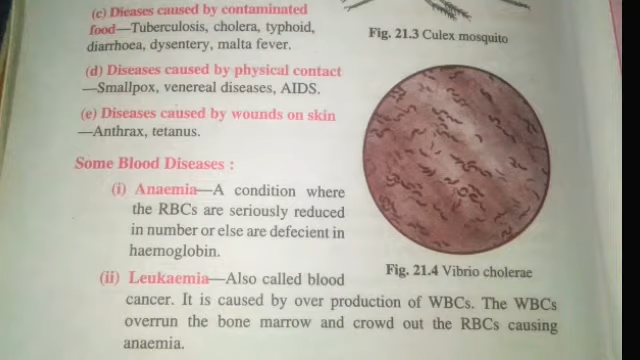 (c) Dieases caused by contaminated
food—Tuberculosis, cholera, typhoid,
diarrhoea, dysentery, malta fever.
Fig. 21.3 Culex mosquito
(d) Diseases caused by physical contact
—Smallpox, venereal diseases, AIDS.
(e) Diseases caused by wounds on skin
—Anthrax, tetanus.
Some Blood Diseases :
(i) Anaemia—A condition where
the RBCs are seriously reduced
in number or else are defecient in
haemoglobin.
Fig. 21.4 Vibrio cholerae
(ii) Leukaemia—Also called blood
cancer. It is caused by over production of WBCs. The WBCs
overrun the bone marrow and crowd out the RBCs causing
anaemia.